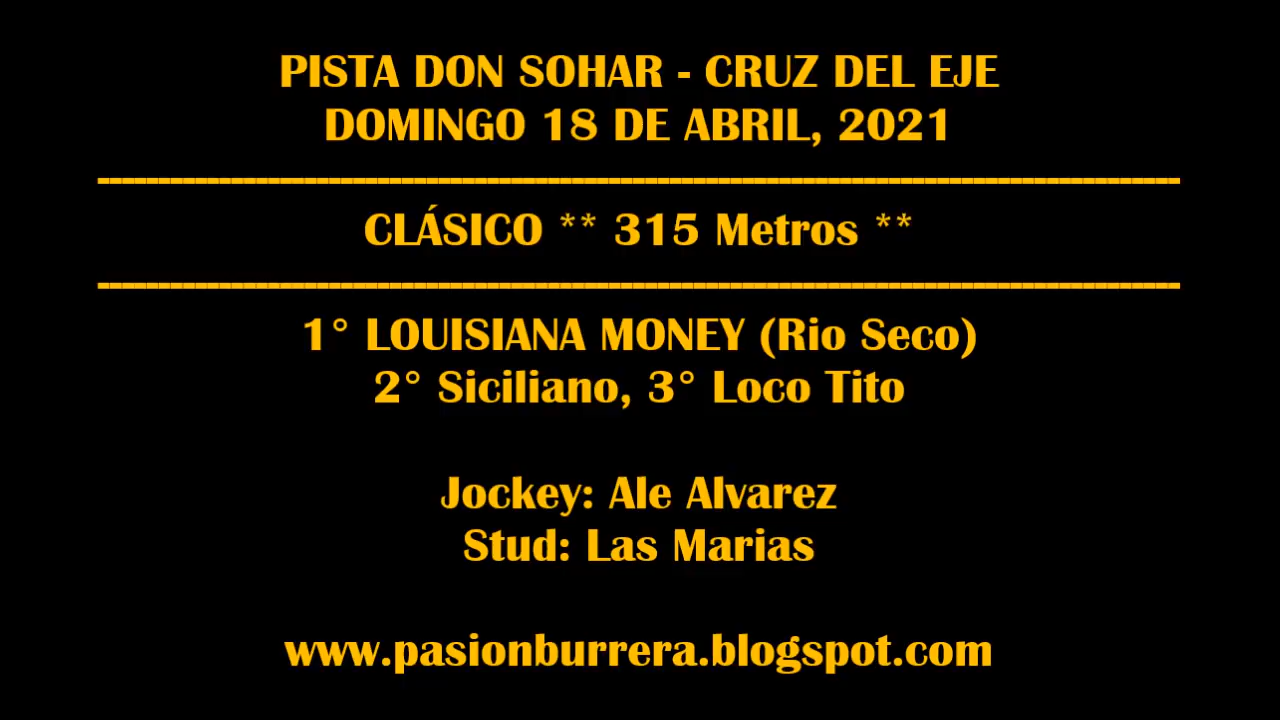 PISTA DON SOHAR - CRUZ DEL EJE
DOMINGO 18 DE ABRIL, 2021
CLÁSICO ** 315 Metros **
1° LOUISIANA MONEY (Rio Seco)
2° Siciliano, 3° Loco Tito
Jockey: Ale Alvarez
Stud: Las Marias
www.pasionburrera.blogspot.com